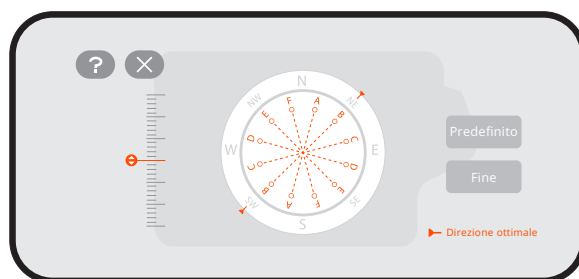 ?
N
NW
NE
F
A
E
B
D
C
W
E
Predefinito
C
D
Fine
B
E
A
F
SW
SE
S
Direzione ottimale